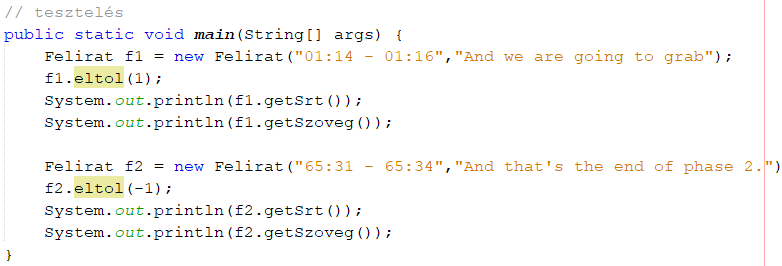 // tesztelés
public static void main(String[] args) {
    Felirat f1 = new Felirat("01:14 - 01:16","And we are going to grab");
    f1.eltol(1);
    System.out.println(f1.getSrt());
    System.out.println(f1.getSzoveg());

    Felirat f2 = new Felirat("65:31 - 65:34","And that's the end of phase 2.")
    f2.eltol(-1);
    System.out.println(f2.getSrt());
    System.out.println(f2.getSzoveg());
}